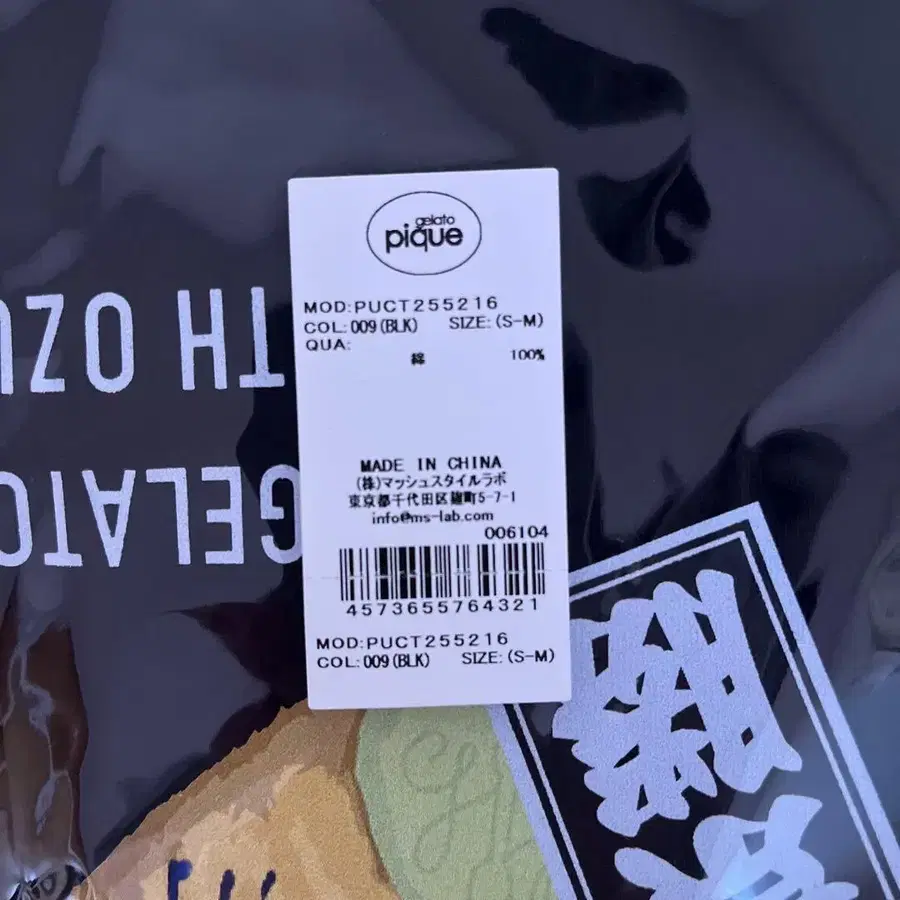 gelato
pique
MOD:PUCT255216
COL:009(BLK) SIZE:(S-M)
QUA:
綿 100%
MADE IN CHINA
(株)マッシュスタイルラボ
東京都千代田区麹町5-7-1
info@ms-lab.com
006104
4573655764321
MOD:PUCT255216
COL:009(BLK) SIZE:(S-M)
GELATO
TH OZU